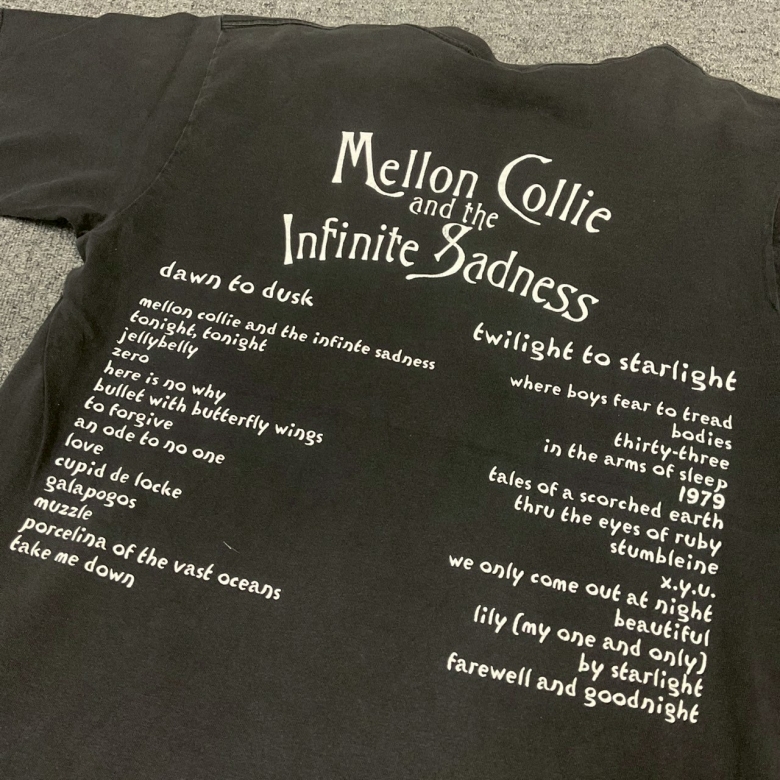 Mellon Collie
and the
Infinite Sadness
dawn to dusk
mellon collie and the infinte sadness
tonight, tonight
jellybelly
zero
here is no why
bullet with butterfly wings
to forgive
an ode to no one
love
cupid de locke
galapogos
muzzle
porcelina of the vast oceans
take me down
twilight to starlight
where boys fear to tread
bodies
thirty-three
in the arms of sleep
1979
tales of a scorched earth
thru the eyes of ruby
stumbleine
x.y.u.
we only come out at night
beautiful
lily (my one and only)
by starlight
farewell and goodnight